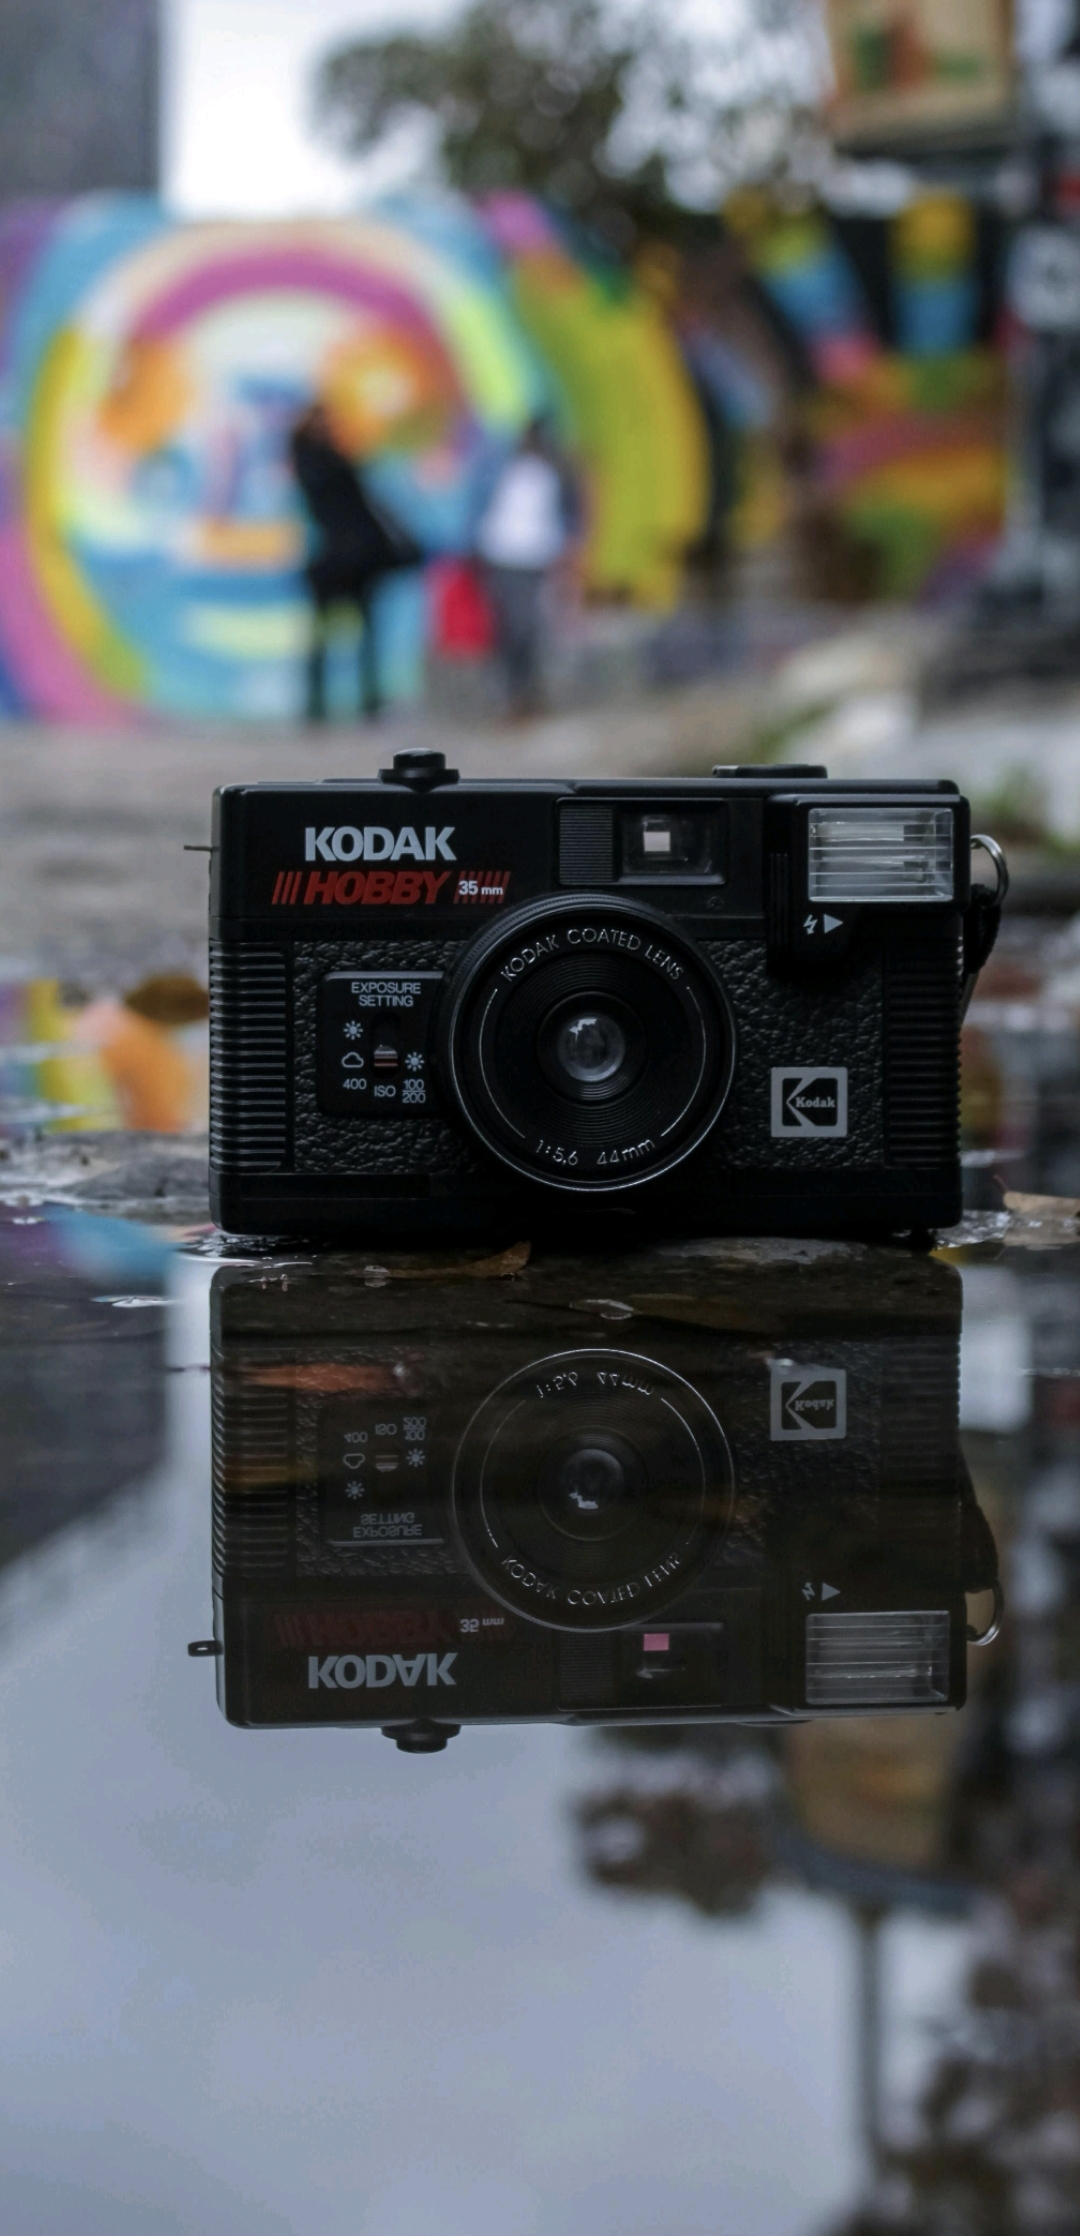 KODAK
HOBBY 35mm
KODAK COATED LENS
EXPOSURE
SETTING
400 ISO 100
200
Kodak
1:5,6 44mm